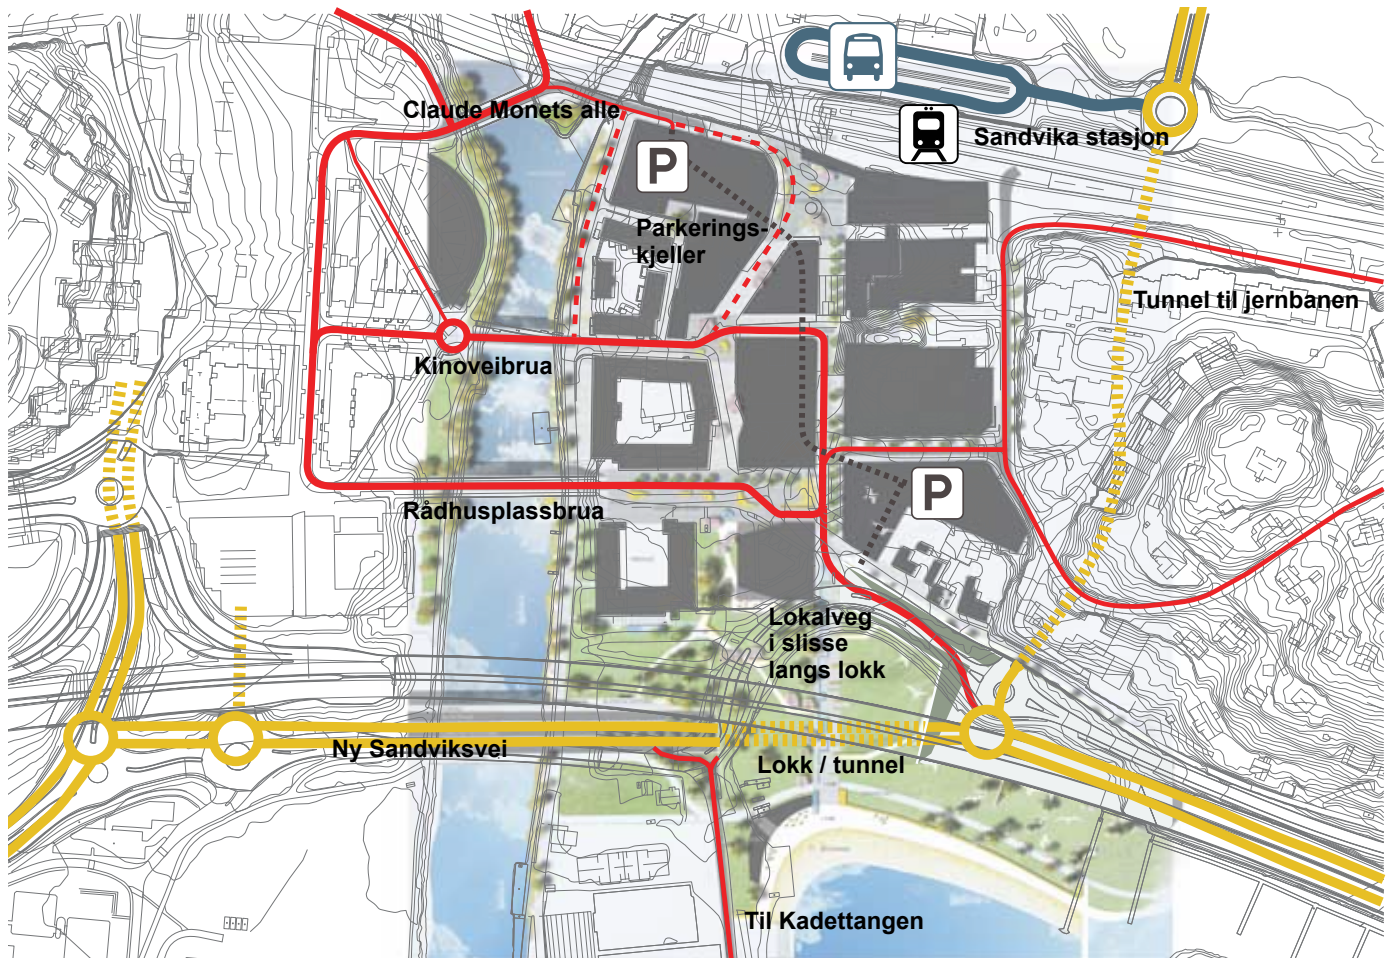 Claude Monets alle
Sandvika stasjon
P
Parkerings-
kjeller
Tunnel til jernbanen
Kinoveibrua
P
Rådhusplassbrua
Lokalveg
i slisse
langs lokk
Ny Sandviksvei
Lokk / tunnel
Til Kadettangen